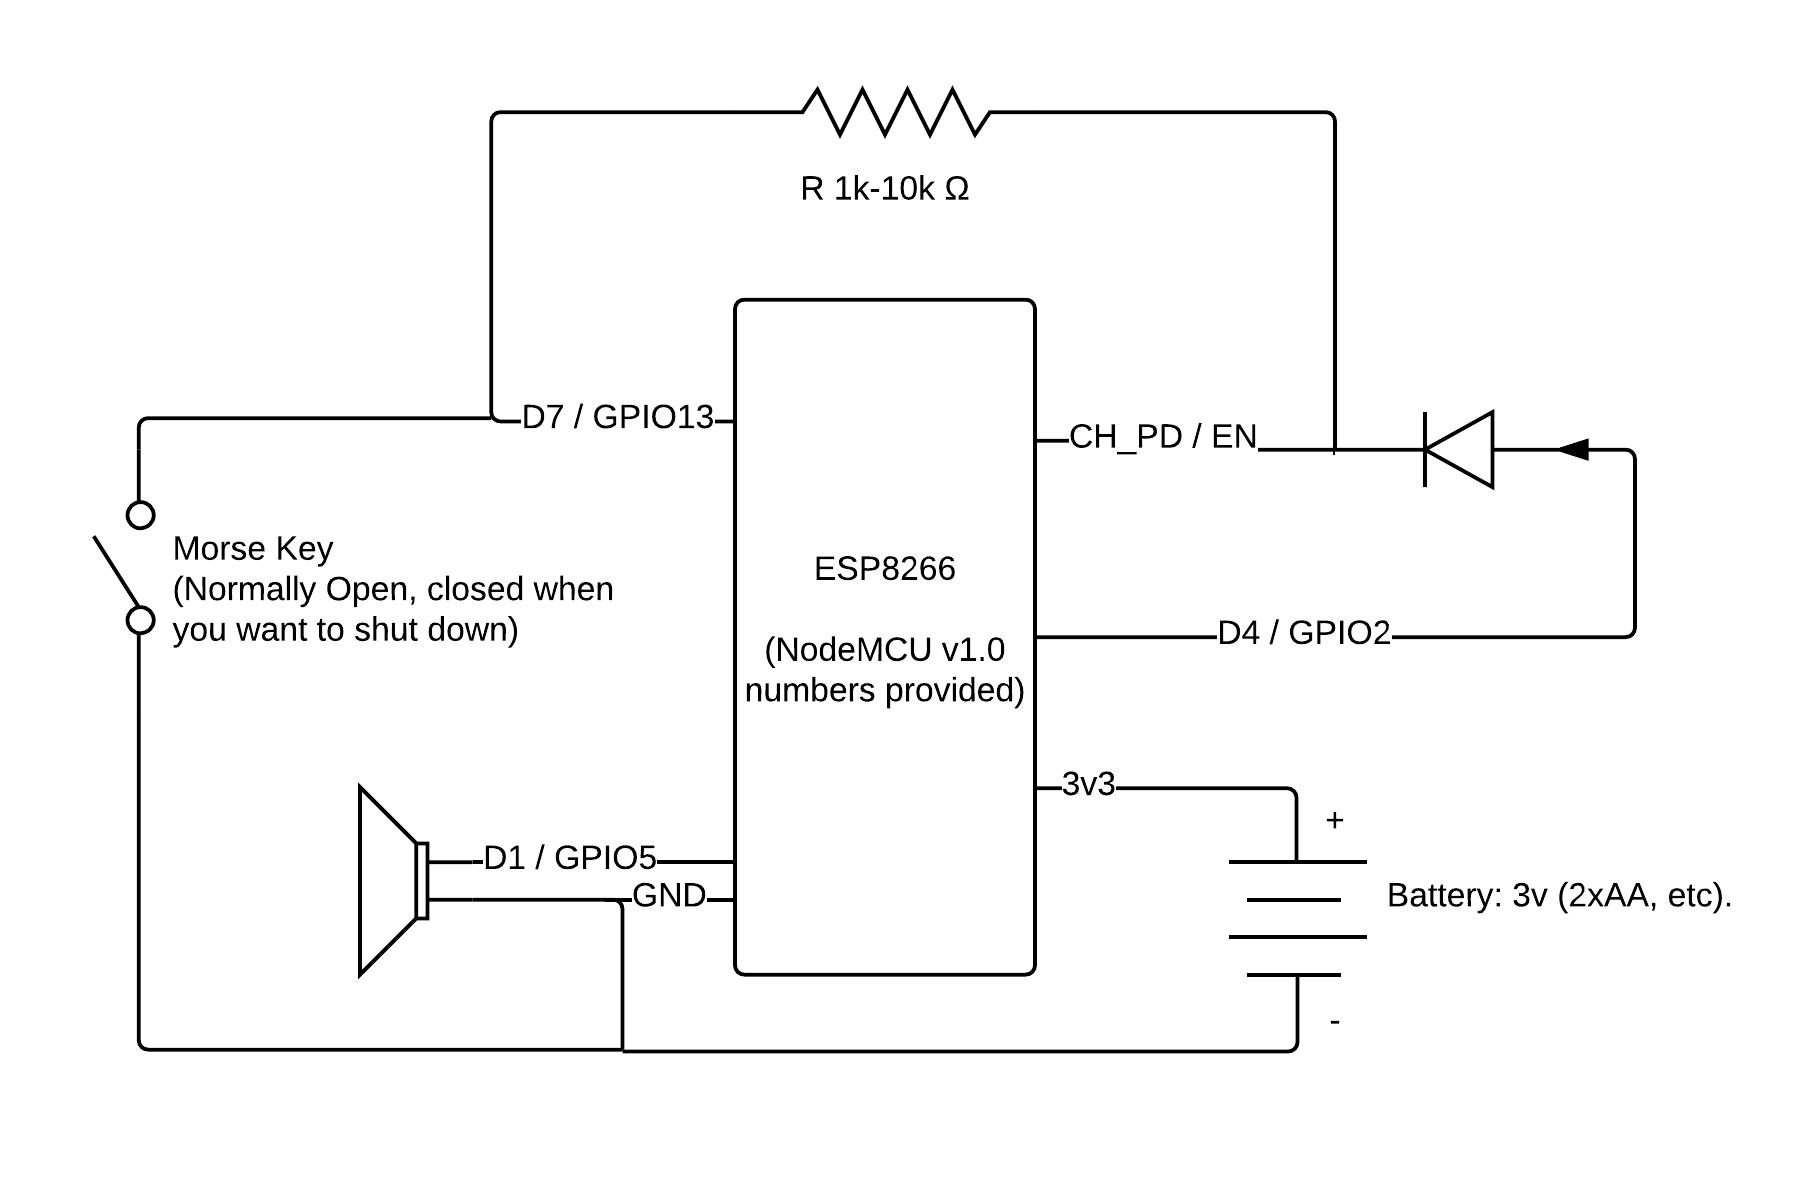 R 1k-10k Ω
D7 / GPIO13
CH_PD / EN
Morse Key
(Normally Open, closed when
you want to shut down)
ESP8266
(NodeMCU v1.0
numbers provided)
D4 / GPIO2
3v3
+
D1 / GPIO5
GND
Battery: 3v (2xAA, etc).
-